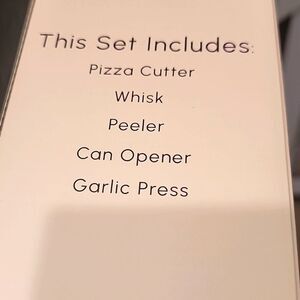 This Set Includes:
Pizza Cutter
Whisk
Peeler
Can Opener
Garlic Press